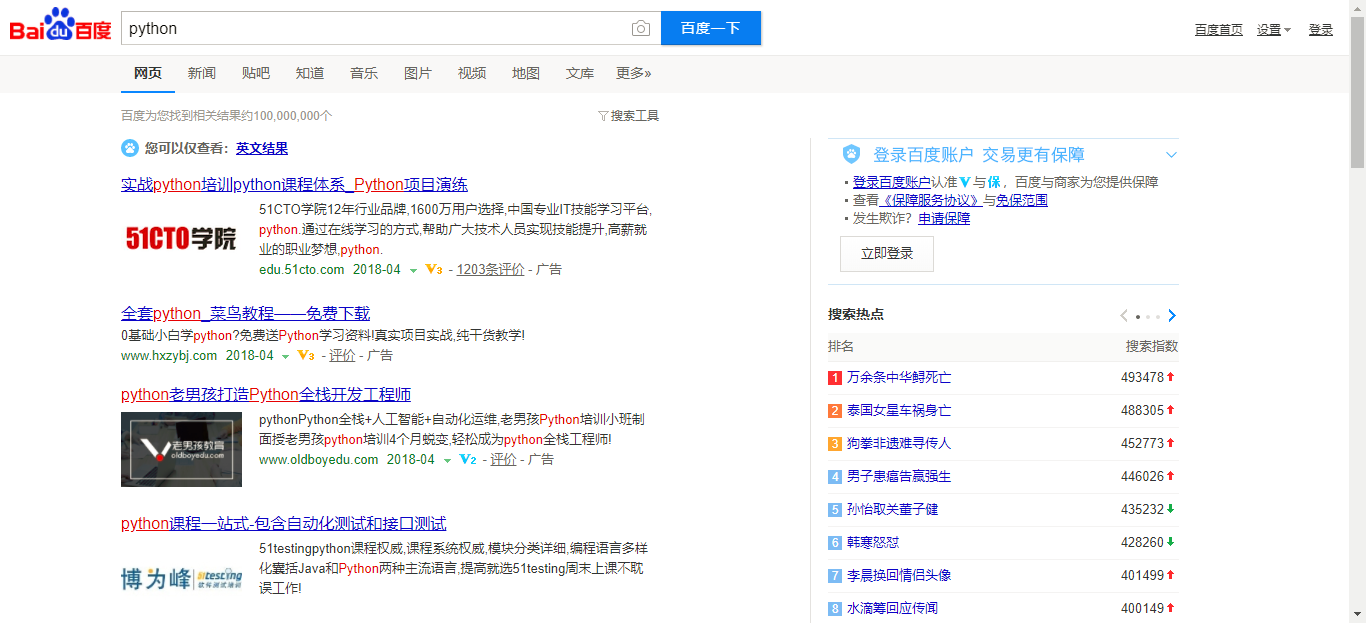 Bai du 百度
python
百度一下
百度首页 设置 登录
网页 新闻 贴吧 知道 音乐 图片 视频 地图 文库 更多»
百度为您找到相关结果约100,000,000个
搜索工具
您可以仅查看：英文结果
实战python培训|python课程体系_Python项目演练
51CTO学院
51CTO学院12年行业品牌,1600万用户选择,中国专业IT技能学习平台,
python.通过在线学习的方式,帮助广大技术人员实现技能提升,高薪就
业的职业梦想,python.
edu.51cto.com 2018-04 V3 - 1203条评价 - 广告
全套python_菜鸟教程——免费下载
0基础小白学python?免费送Python学习资料!真实项目实战,纯干货教学!
www.hxzybj.com 2018-04 V3 - 评价 - 广告
python老男孩打造Python全栈开发工程师
老男孩教育
oldboyedu.com
pythonPython全栈+人工智能+自动化运维,老男孩Python培训小班制
面授老男孩python培训4个月蜕变,轻松成为python全栈工程师!
www.oldboyedu.com 2018-04 V2 - 评价 - 广告
python课程一站式-包含自动化测试和接口测试
博为峰 51testing
软件测试培训
51testingpython课程权威,课程系统权威,模块分类详细,编程语言多样
化囊括Java和Python两种主流语言,提高就选51testing周末上课不耽
误工作!
登录百度账户 交易更有保障
登录百度账户认准V与保，百度与商家为您提供保障
查看《保障服务协议》与免保范围
发生欺诈？申请保障
立即登录
搜索热点
排名 搜索指数
1 万余条中华鲟死亡 493478
2 泰国女星车祸身亡 488305
3 狗拳非遗难寻传人 452773
4 男子患癌告赢强生 446026
5 孙怡取关董子健 435232
6 韩寒怒怼 428260
7 李晨换回情侣头像 401499
8 水滴筹回应传闻 400149